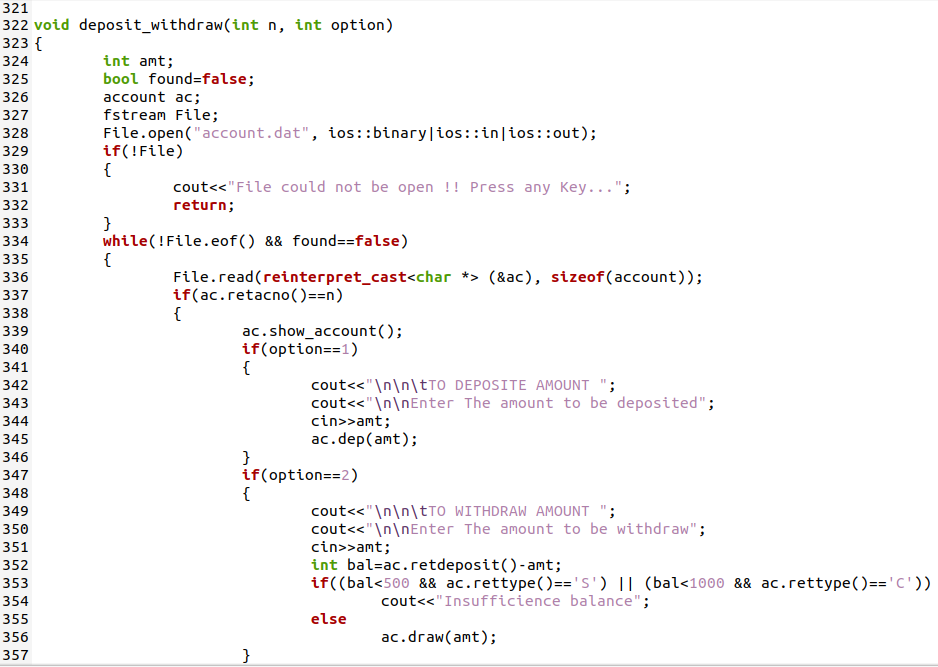 321
322 void deposit_withdraw(int n, int option)
323 {
324         int amt;
325         bool found=false;
326         account ac;
327         fstream File;
328         File.open("account.dat", ios::binary|ios::in|ios::out);
329         if(!File)
330         {
331                 cout<<"File could not be open !! Press any Key...";
332                 return;
333         }
334         while(!File.eof() && found==false)
335         {
336                 File.read(reinterpret_cast<char *> (&ac), sizeof(account));
337                 if(ac.retacno()==n)
338                 {
339                         ac.show_account();
340                         if(option==1)
341                         {
342                                 cout<<"\n\n\tTO DEPOSITE AMOUNT ";
343                                 cout<<"\n\nEnter The amount to be deposited";
344                                 cin>>amt;
345                                 ac.dep(amt);
346                         }
347                         if(option==2)
348                         {
349                                 cout<<"\n\n\tTO WITHDRAW AMOUNT ";
350                                 cout<<"\n\nEnter The amount to be withdraw";
351                                 cin>>amt;
352                                 int bal=ac.retdeposit()-amt;
353                                 if((bal<500 && ac.rettype()=='S') || (bal<1000 && ac.rettype()=='C'))
354                                         cout<<"Insufficience balance";
355                                 else
356                                         ac.draw(amt);
357                         }